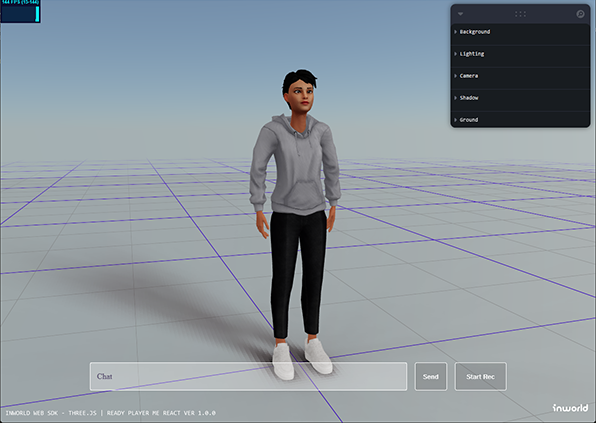 144 FPS (15-144)
Background
Lighting
Camera
Shadow
Ground
Chat
Send
Start Rec
INWORLD WEB SDK - THREE.JS | READY PLAYER ME REACT VER 1.0.0
inworld